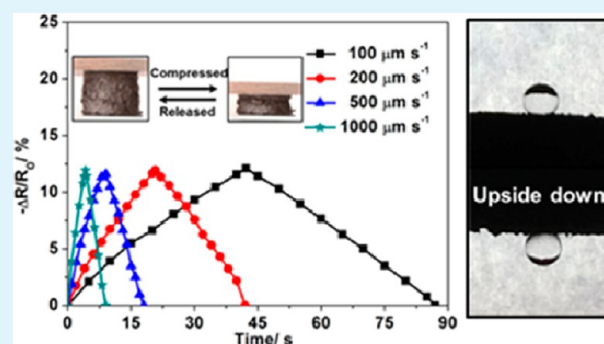 25
20
15
10
5
0
-ΔR/R₀/ %
Compressed
Released
100 μm s⁻¹
200 μm s⁻¹
500 μm s⁻¹
1000 μm s⁻¹
0 15 30 45 60 75 90
Time/ s
Upside down